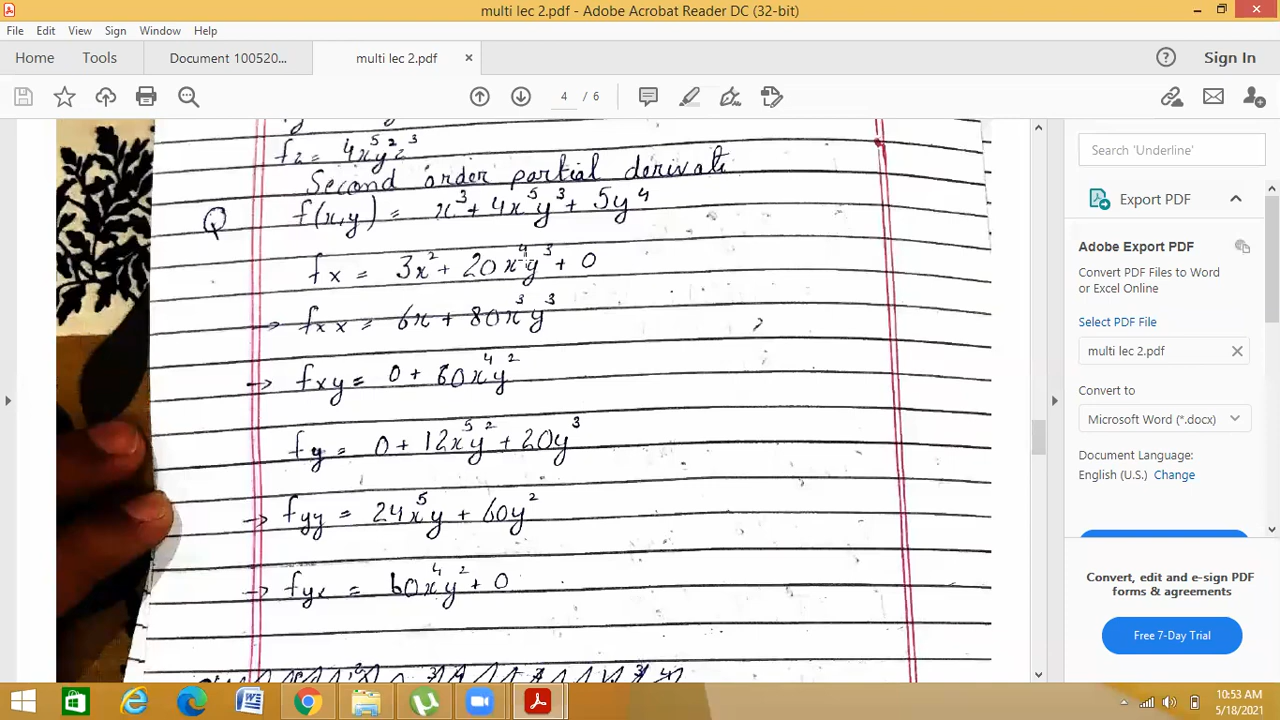 multi lec 2.pdf - Adobe Acrobat Reader DC (32-bit)
File Edit View Sign Window Help
Home Tools Document 100520... multi lec 2.pdf × Sign In
4 / 6
fz = 4xy⁵z²³
Second order partial derivati
Q f(x,y) = x³ + 4x⁵y³ + 5y⁴
fx = 3x² + 20x⁴y³ + 0
→ fxx = 6x + 80x³y³
→ fxy = 0 + 60x⁴y²
fy = 0 + 12x⁵y² + 20y³
→ fyy = 24x⁵y + 60y²
→ fyx = 60x⁴y² + 0
Search 'Underline'
Export PDF
Adobe Export PDF
Convert PDF Files to Word
or Excel Online
Select PDF File
multi lec 2.pdf
Convert to
Microsoft Word (*.docx)
Document Language:
English (U.S.) Change
Convert, edit and e-sign PDF
forms & agreements
Free 7-Day Trial
10:53 AM
5/18/2021